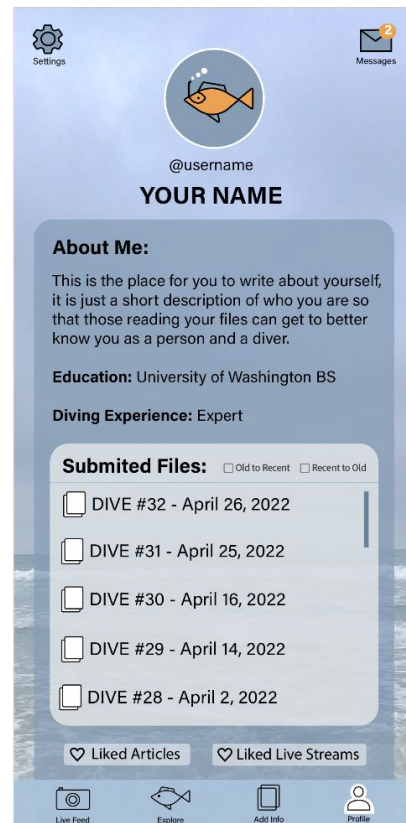 Settings
2
Messages
@username
YOUR NAME
About Me:
This is the place for you to write about yourself,
it is just a short description of who you are so
that those reading your files can get to better
know you as a person and a diver.
Education: University of Washington BS
Diving Experience: Expert
Submited Files: Old to Recent Recent to Old
DIVE #32 - April 26, 2022
DIVE #31 - April 25, 2022
DIVE #30 - April 16, 2022
DIVE #29 - April 14, 2022
DIVE #28 - April 2, 2022
Liked Articles Liked Live Streams
Live Feed Explore Add Info Profile